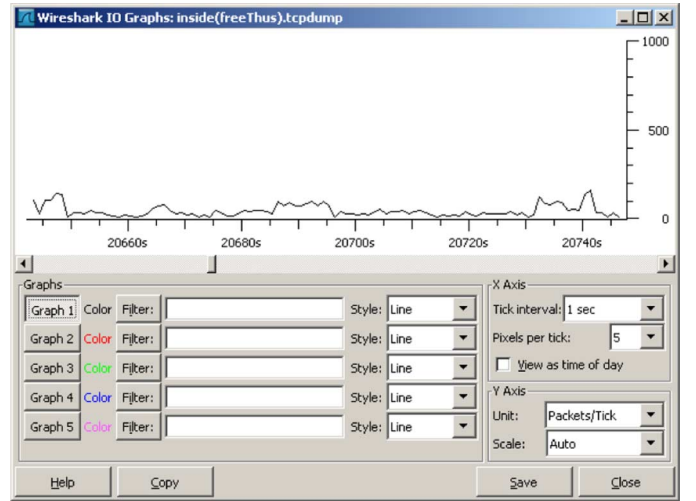 Wireshark IO Graphs: inside(freeThus).tcpdump
1000
500
0
20660s 20680s 20700s 20720s 20740s
Graphs
Graph 1 Color Filter: Style: Line
Graph 2 Color Filter: Style: Line
Graph 3 Color Filter: Style: Line
Graph 4 Color Filter: Style: Line
Graph 5 Color Filter: Style: Line
X Axis
Tick interval: 1 sec
Pixels per tick: 5
View as time of day
Y Axis
Unit: Packets/Tick
Scale: Auto
Help Copy Save Close